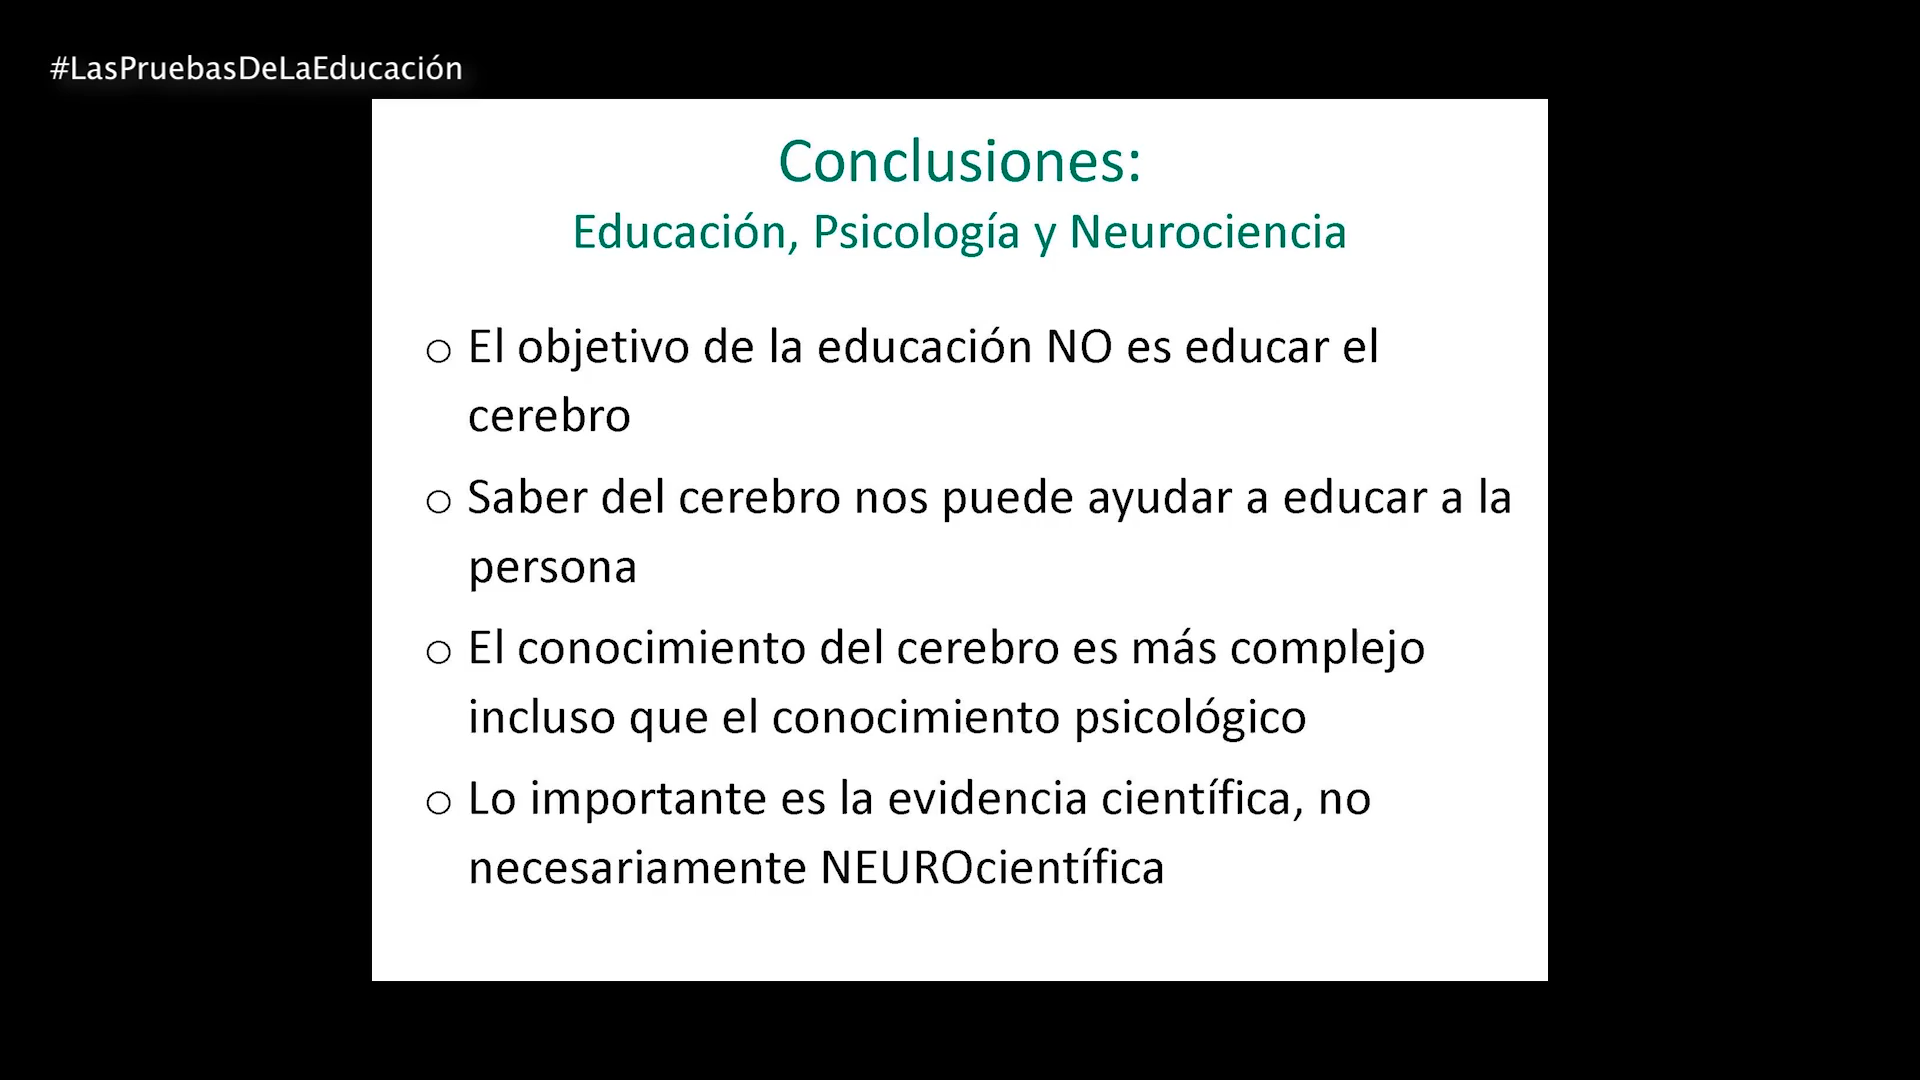 #LasPruebasDeLaEducación
Conclusiones:
Educación, Psicología y Neurociencia
o El objetivo de la educación NO es educar el
cerebro
o Saber del cerebro nos puede ayudar a educar a la
persona
o El conocimiento del cerebro es más complejo
incluso que el conocimiento psicológico
o Lo importante es la evidencia científica, no
necesariamente NEUROcientífica